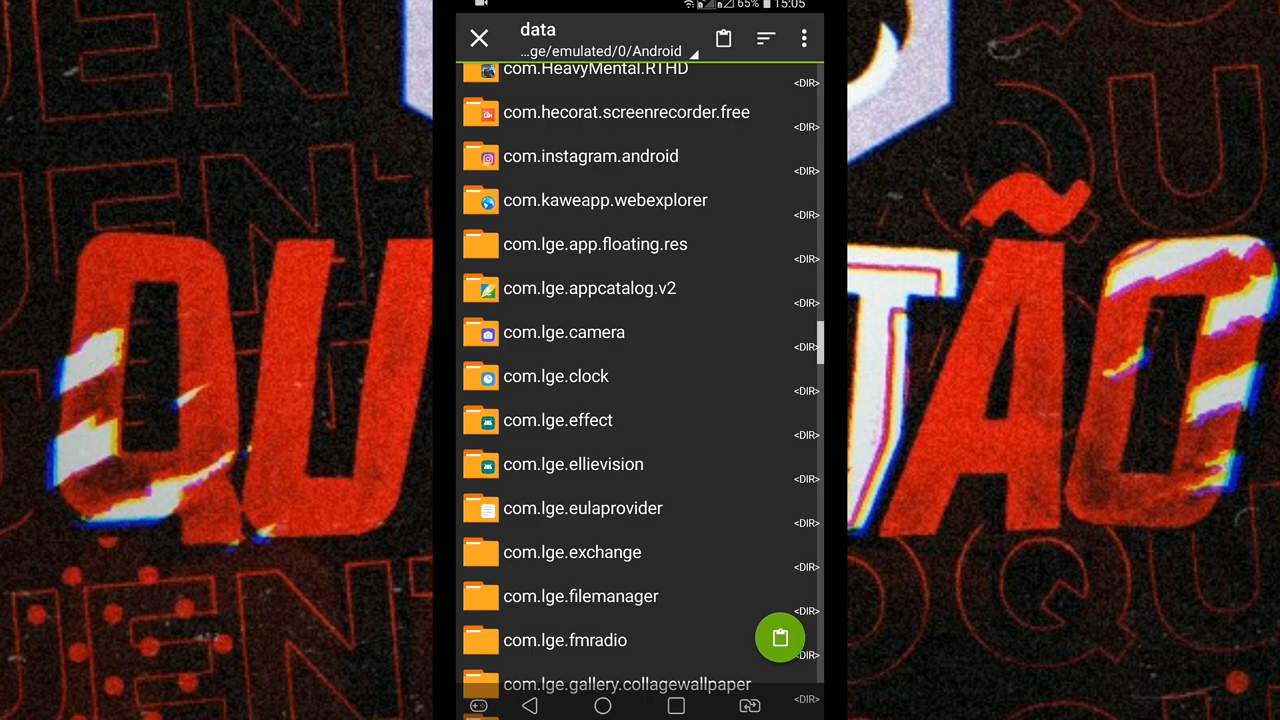 65% 15:05
data
...ge/emulated/0/Android
com.HeavyMental.RTHD
<DIR>
com.hecorat.screenrecorder.free
<DIR>
com.instagram.android
<DIR>
com.kaweapp.webexplorer
<DIR>
com.lge.app.floating.res
<DIR>
com.lge.appcatalog.v2
<DIR>
com.lge.camera
<DIR>
com.lge.clock
<DIR>
com.lge.effect
<DIR>
com.lge.ellievision
<DIR>
com.lge.eulaprovider
<DIR>
com.lge.exchange
<DIR>
com.lge.filemanager
<DIR>
com.lge.fmradio
<DIR>
com.lge.gallery.collagewallpaper
<DIR>
QU
TÃO